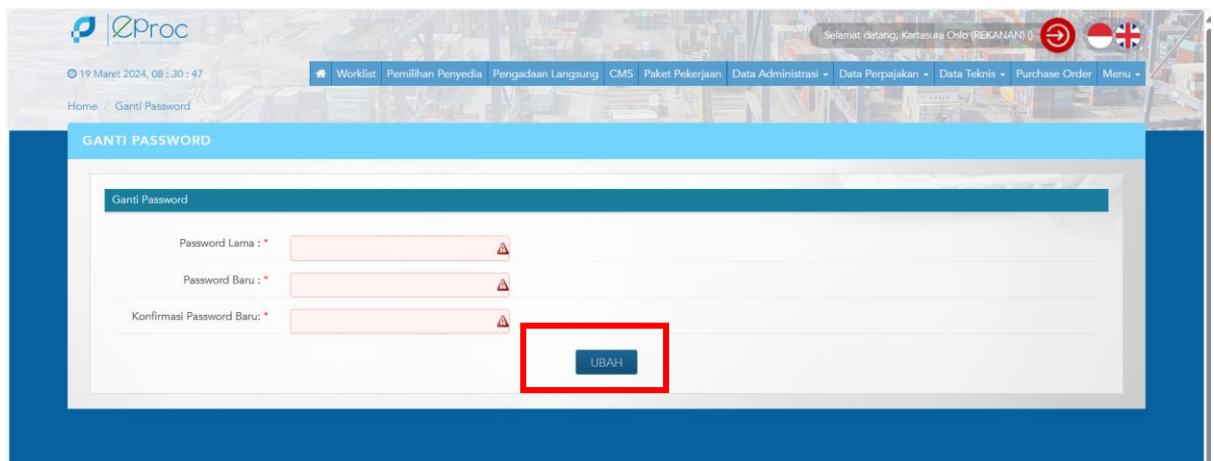 eProc
Selamat datang, Kartasura Oslo (REKANAN) ()
19 Maret 2024, 08 : 30 : 47
Worklist Pemilihan Penyedia Pengadaan Langsung CMS Paket Pekerjaan Data Administrasi Data Perpajakan Data Teknis Purchase Order Menu
Home / Ganti Password
GANTI PASSWORD
Ganti Password
Password Lama : *
Password Baru : *
Konfirmasi Password Baru: *
UBAH